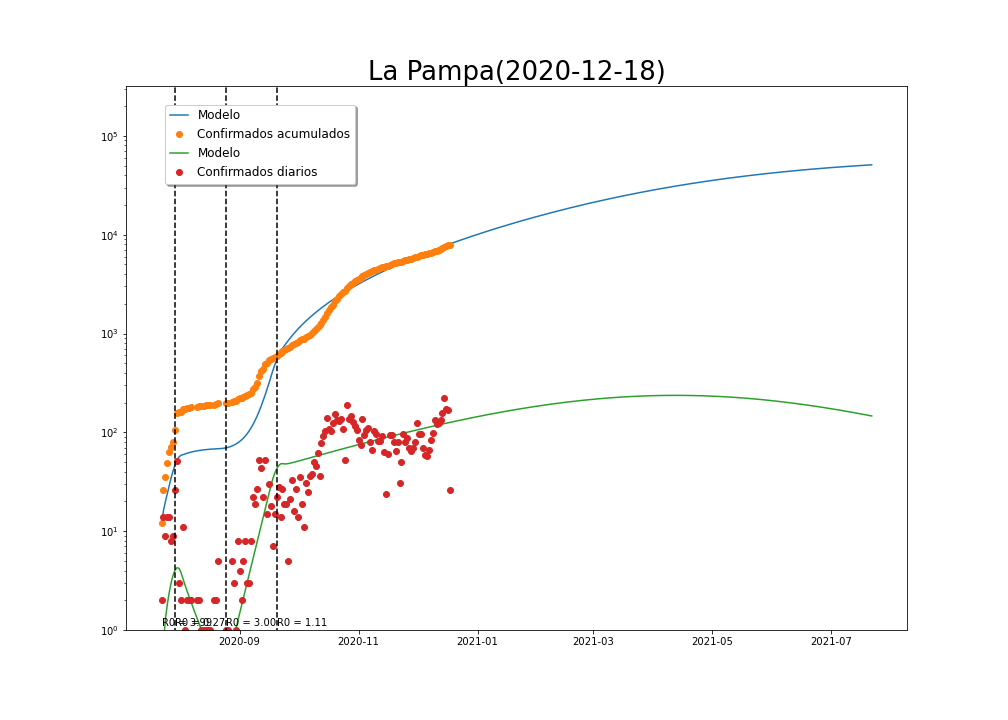 La Pampa(2020-12-18)
Modelo
Confirmados acumulados
Modelo
Confirmados diarios
10⁵
10⁴
10³
10²
10¹
10⁰
R0 = 3.00
R0 = 1.11
2020-09
2020-11
2021-01
2021-03
2021-05
2021-07